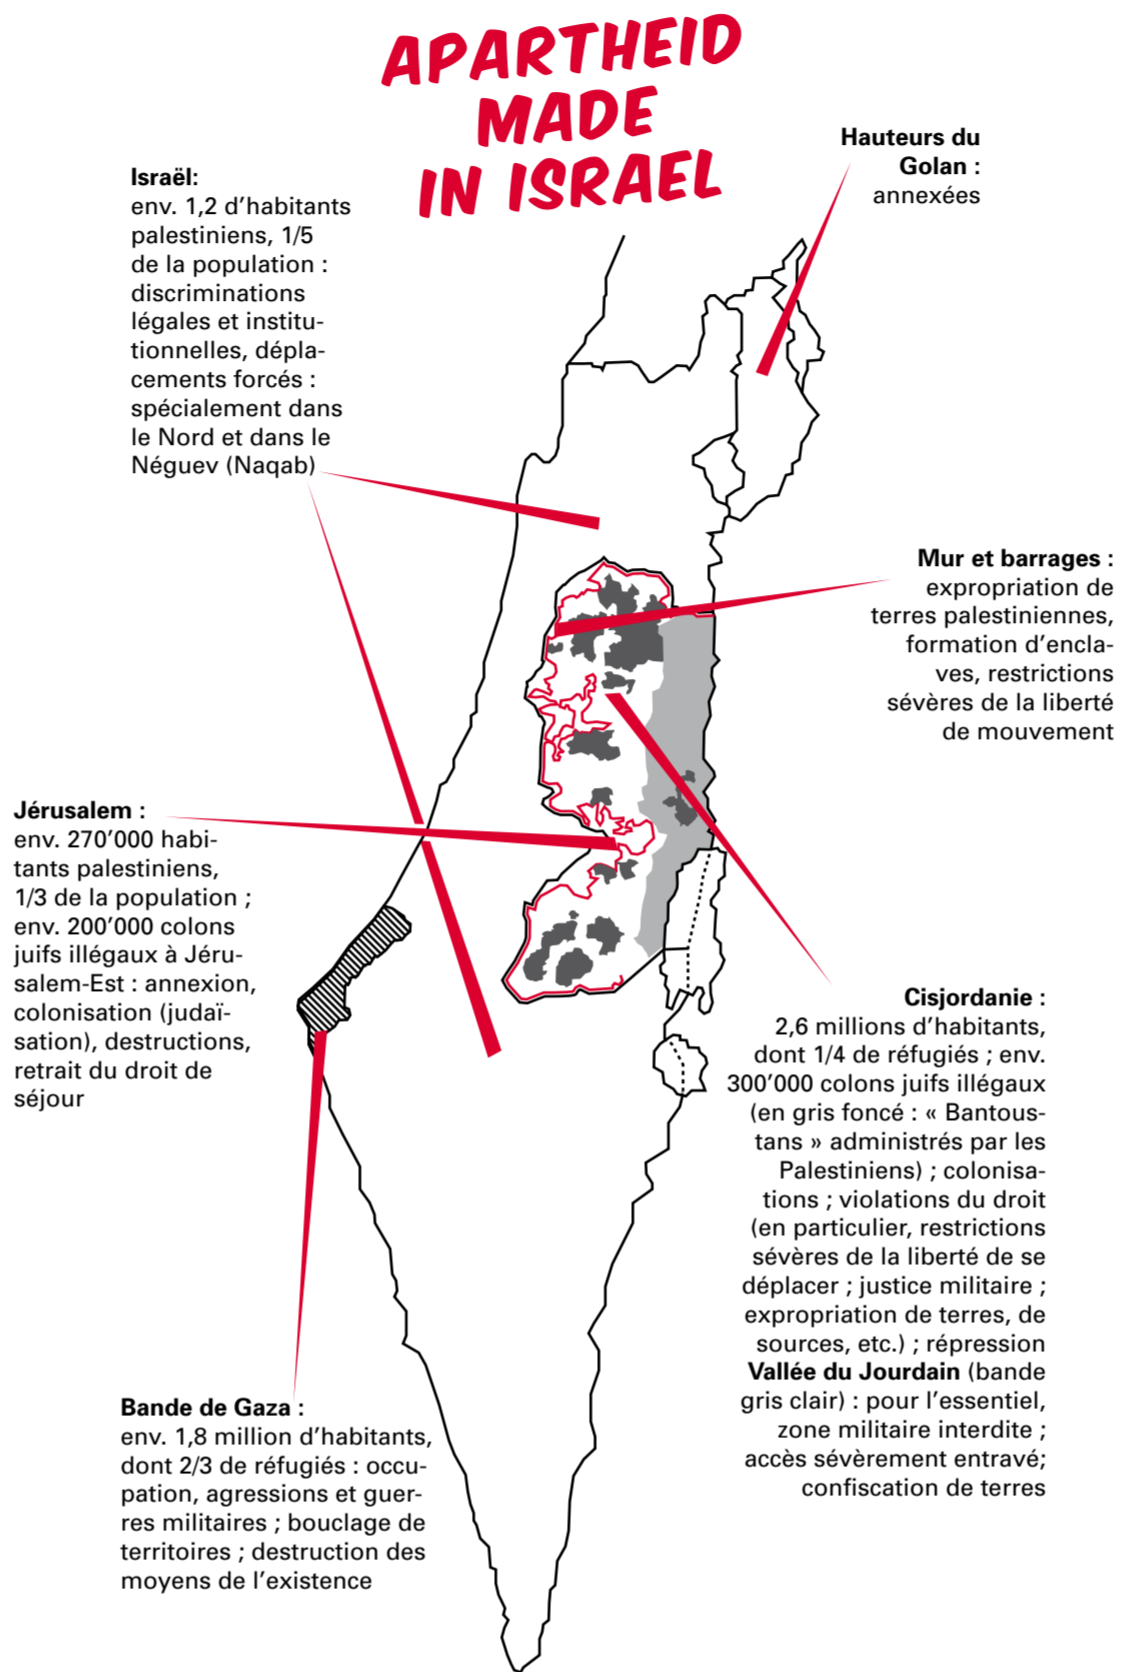 APARTHEID
MADE
IN ISRAEL
Hauteurs du
Golan :
annexées
Israël:
env. 1,2 d’habitants
palestiniens, 1/5
de la population :
discriminations
légales et institu-
tionnelles, dépla-
cements forcés :
spécialement dans
le Nord et dans le
Néguev (Naqab)
Mur et barrages :
expropriation de
terres palestiniennes,
formation d’encla-
ves, restrictions
sévères de la liberté
de mouvement
Jérusalem :
env. 270’000 habi-
tants palestiniens,
1/3 de la population ;
env. 200’000 colons
juifs illégaux à Jéru-
salem-Est : annexion,
colonisation (judaï-
sation), destructions,
retrait du droit de
séjour
Cisjordanie :
2,6 millions d’habitants,
dont 1/4 de réfugiés ; env.
300’000 colons juifs illégaux
(en gris foncé : « Bantous-
tans » administrés par les
Palestiniens) ; colonisa-
tions ; violations du droit
(en particulier, restrictions
sévères de la liberté de se
déplacer ; justice militaire ;
expropriation de terres, de
sources, etc.) ; répression
Vallée du Jourdain (bande
gris clair) : pour l’essentiel,
zone militaire interdite ;
accès sévèrement entravé;
confiscation de terres
Bande de Gaza :
env. 1,8 million d’habitants,
dont 2/3 de réfugiés : occu-
pation, agressions et guer-
res militaires ; bouclage de
territoires ; destruction des
moyens de l’existence